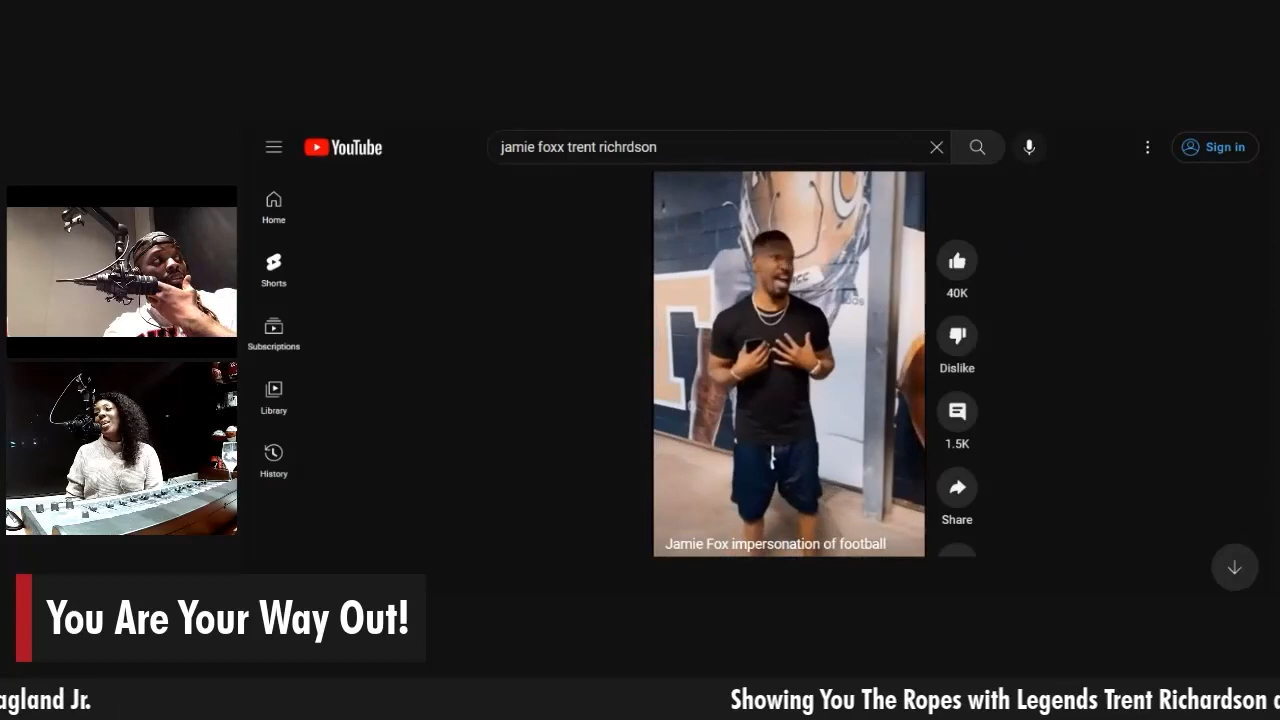 YouTube
jamie foxx trent richrdson
Sign in
Home
Shorts
Subscriptions
Library
History
40K
Dislike
1.5K
Share
Jamie Fox impersonation of football
You Are Your Way Out!
agland Jr.
Showing You The Ropes with Legends Trent Richardson